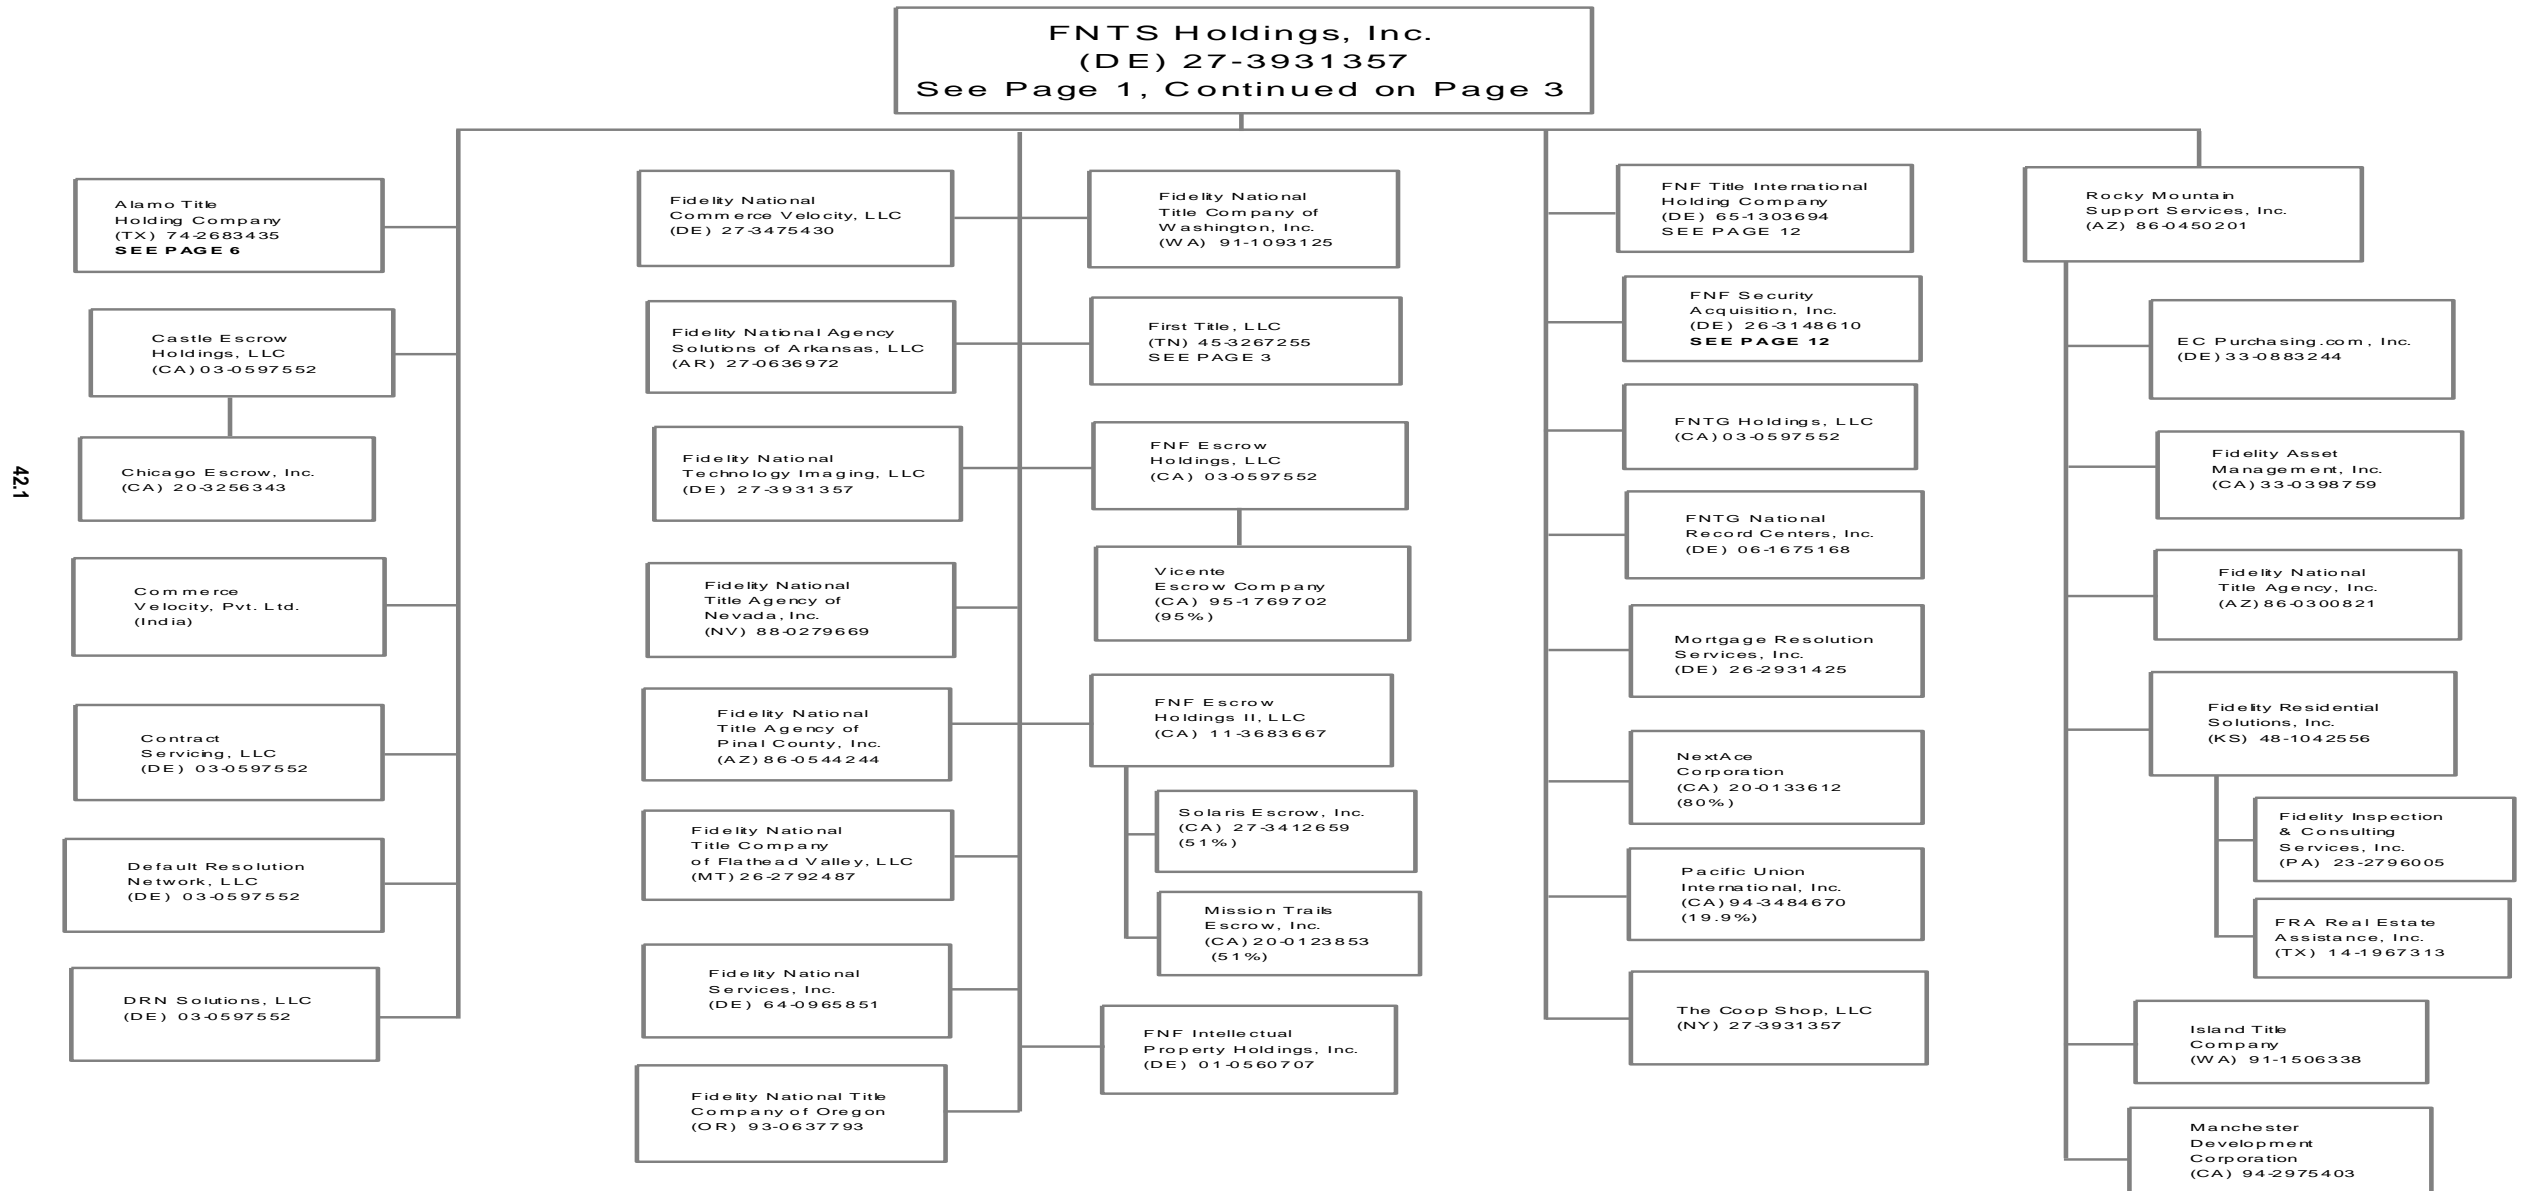 FNTS Holdings, Inc.
(DE) 27-3931357
See Page 1, Continued on Page 3
Alamo Title
Holding Company
(TX) 74-2683435
SEE PAGE 6
Castle Escrow
Holdings, LLC
(CA) 03-0597552
Chicago Escrow, Inc.
(CA) 20-3256343
Commerce
Velocity, Pvt. Ltd.
(India)
Contract
Servicing, LLC
(DE) 03-0597552
Default Resolution
Network, LLC
(DE) 03-0597552
DRN Solutions, LLC
(DE) 03-0597552
Fidelity National
Commerce Velocity, LLC
(DE) 27-3475430
Fidelity National Agency
Solutions of Arkansas, LLC
(AR) 27-0636972
Fidelity National
Technology Imaging, LLC
(DE) 27-3931357
Fidelity National
Title Agency of
Nevada, Inc.
(NV) 88-0279669
Fidelity National
Title Agency of
Pinal County, Inc.
(AZ) 86-0544244
Fidelity National
Title Company
of Flathead Valley, LLC
(MT) 26-2792487
Fidelity National
Services, Inc.
(DE) 64-0965851
Fidelity National Title
Company of Oregon
(OR) 93-0637793
Fidelity National
Title Company of
Washington, Inc.
(WA) 91-1093125
First Title, LLC
(TN) 45-3267255
SEE PAGE 3
FNF Escrow
Holdings, LLC
(CA) 03-0597552
Vicente
Escrow Company
(CA) 95-1769702
(95%)
FNF Escrow
Holdings II, LLC
(CA) 11-3683667
Solaris Escrow, Inc.
(CA) 27-3412659
(51%)
Mission Trails
Escrow, Inc.
(CA) 20-0123853
(51%)
FNF Intellectual
Property Holdings, Inc.
(DE) 01-0560707
FNF Title International
Holding Company
(DE) 65-1303694
SEE PAGE 12
FNF Security
Acquisition, Inc.
(DE) 26-3148610
SEE PAGE 12
FNTG Holdings, LLC
(CA) 03-0597552
FNTG National
Record Centers, Inc.
(DE) 06-1675168
Mortgage Resolution
Services, Inc.
(DE) 26-2931425
NextAce
Corporation
(CA) 20-0133612
(80%)
Pacific Union
International, Inc.
(CA) 94-3484670
(19.9%)
The Coop Shop, LLC
(NY) 27-3931357
Rocky Mountain
Support Services, Inc.
(AZ) 86-0450201
EC Purchasing.com, Inc.
(DE) 33-0883244
Fidelity Asset
Management, Inc.
(CA) 33-0398759
Fidelity National
Title Agency, Inc.
(AZ) 86-0300821
Fidelity Residential
Solutions, Inc.
(KS) 48-1042556
Fidelity Inspection
& Consulting
Services, Inc.
(PA) 23-2796005
FRA Real Estate
Assistance, Inc.
(TX) 14-1967313
Island Title
Company
(WA) 91-1506338
Manchester
Development
Corporation
(CA) 94-2975403
42.1